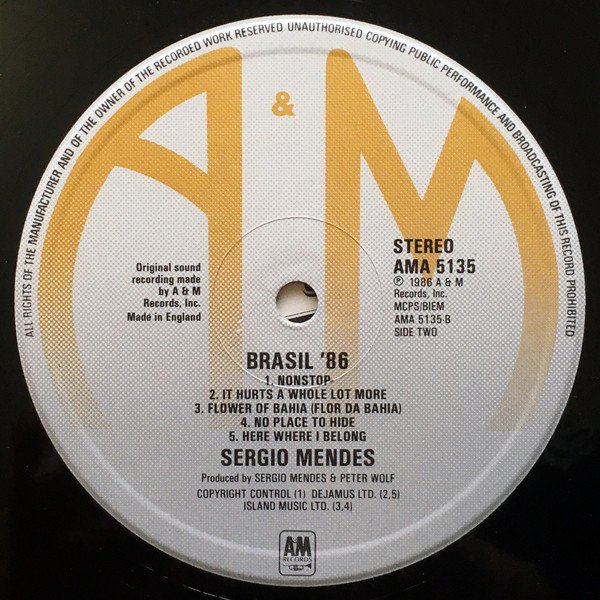 ALL RIGHTS OF THE MANUFACTURER AND OF THE OWNER OF THE RECORDED WORK RESERVED UNAUTHORISED COPYING PUBLIC PERFORMANCE AND BROADCASTING OF THIS RECORD PROHIBITED
A & M
Original sound
recording made
by A & M
Records, Inc.
Made in England
STEREO
AMA 5135
℗ 1986 A & M
Records, Inc.
MCPS/BIEM
AMA 5135-B
SIDE TWO
BRASIL '86
1. NONSTOP
2. IT HURTS A WHOLE LOT MORE
3. FLOWER OF BAHIA (FLOR DA BAHIA)
4. NO PLACE TO HIDE
5. HERE WHERE I BELONG
SERGIO MENDES
Produced by SERGIO MENDES & PETER WOLF
COPYRIGHT CONTROL (1) DEJAMUS LTD. (2,5)
ISLAND MUSIC LTD. (3,4)
A&M
RECORDS